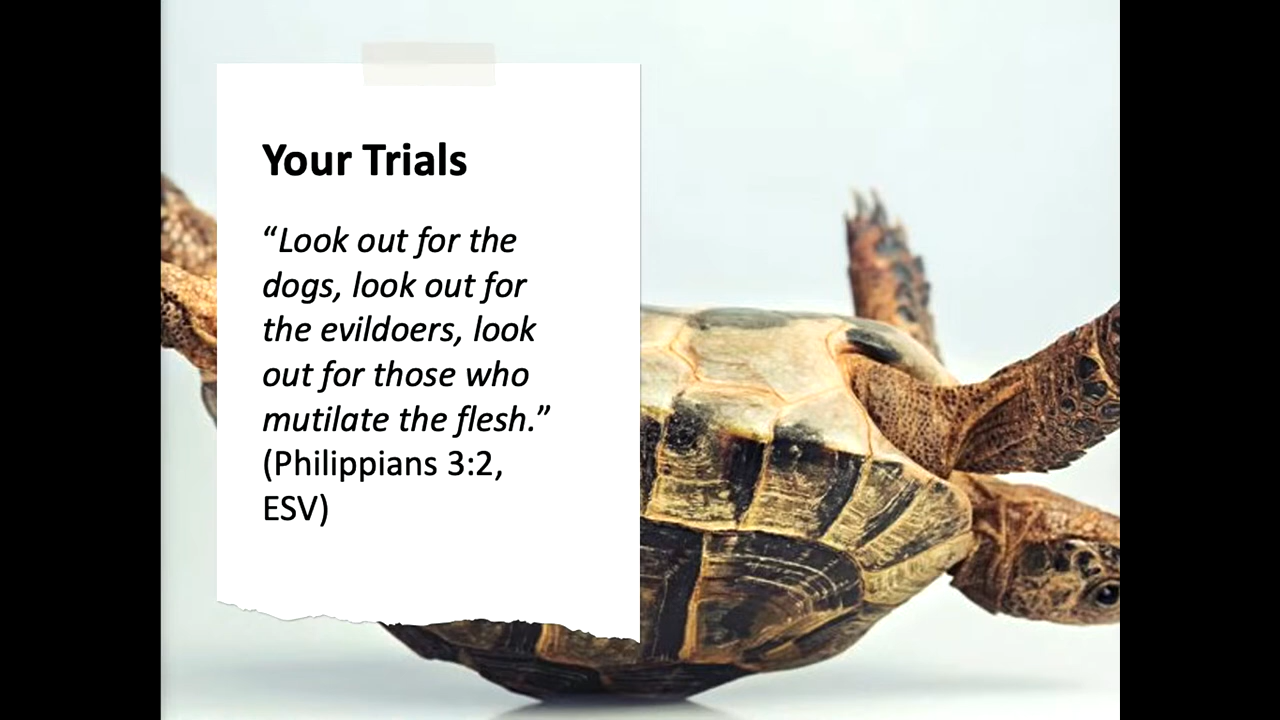 Your Trials
“Look out for the
dogs, look out for
the evildoers, look
out for those who
mutilate the flesh.”
(Philippians 3:2,
ESV)